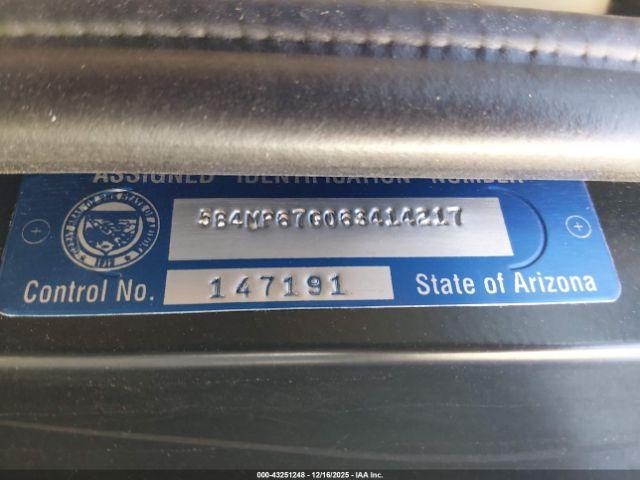 ASSIGNED IDENTIFICATION NUMBER
5B4MP67G063414217
Control No. 147191 State of Arizona
000-43251248 - 12/16/2025 - IAA Inc.